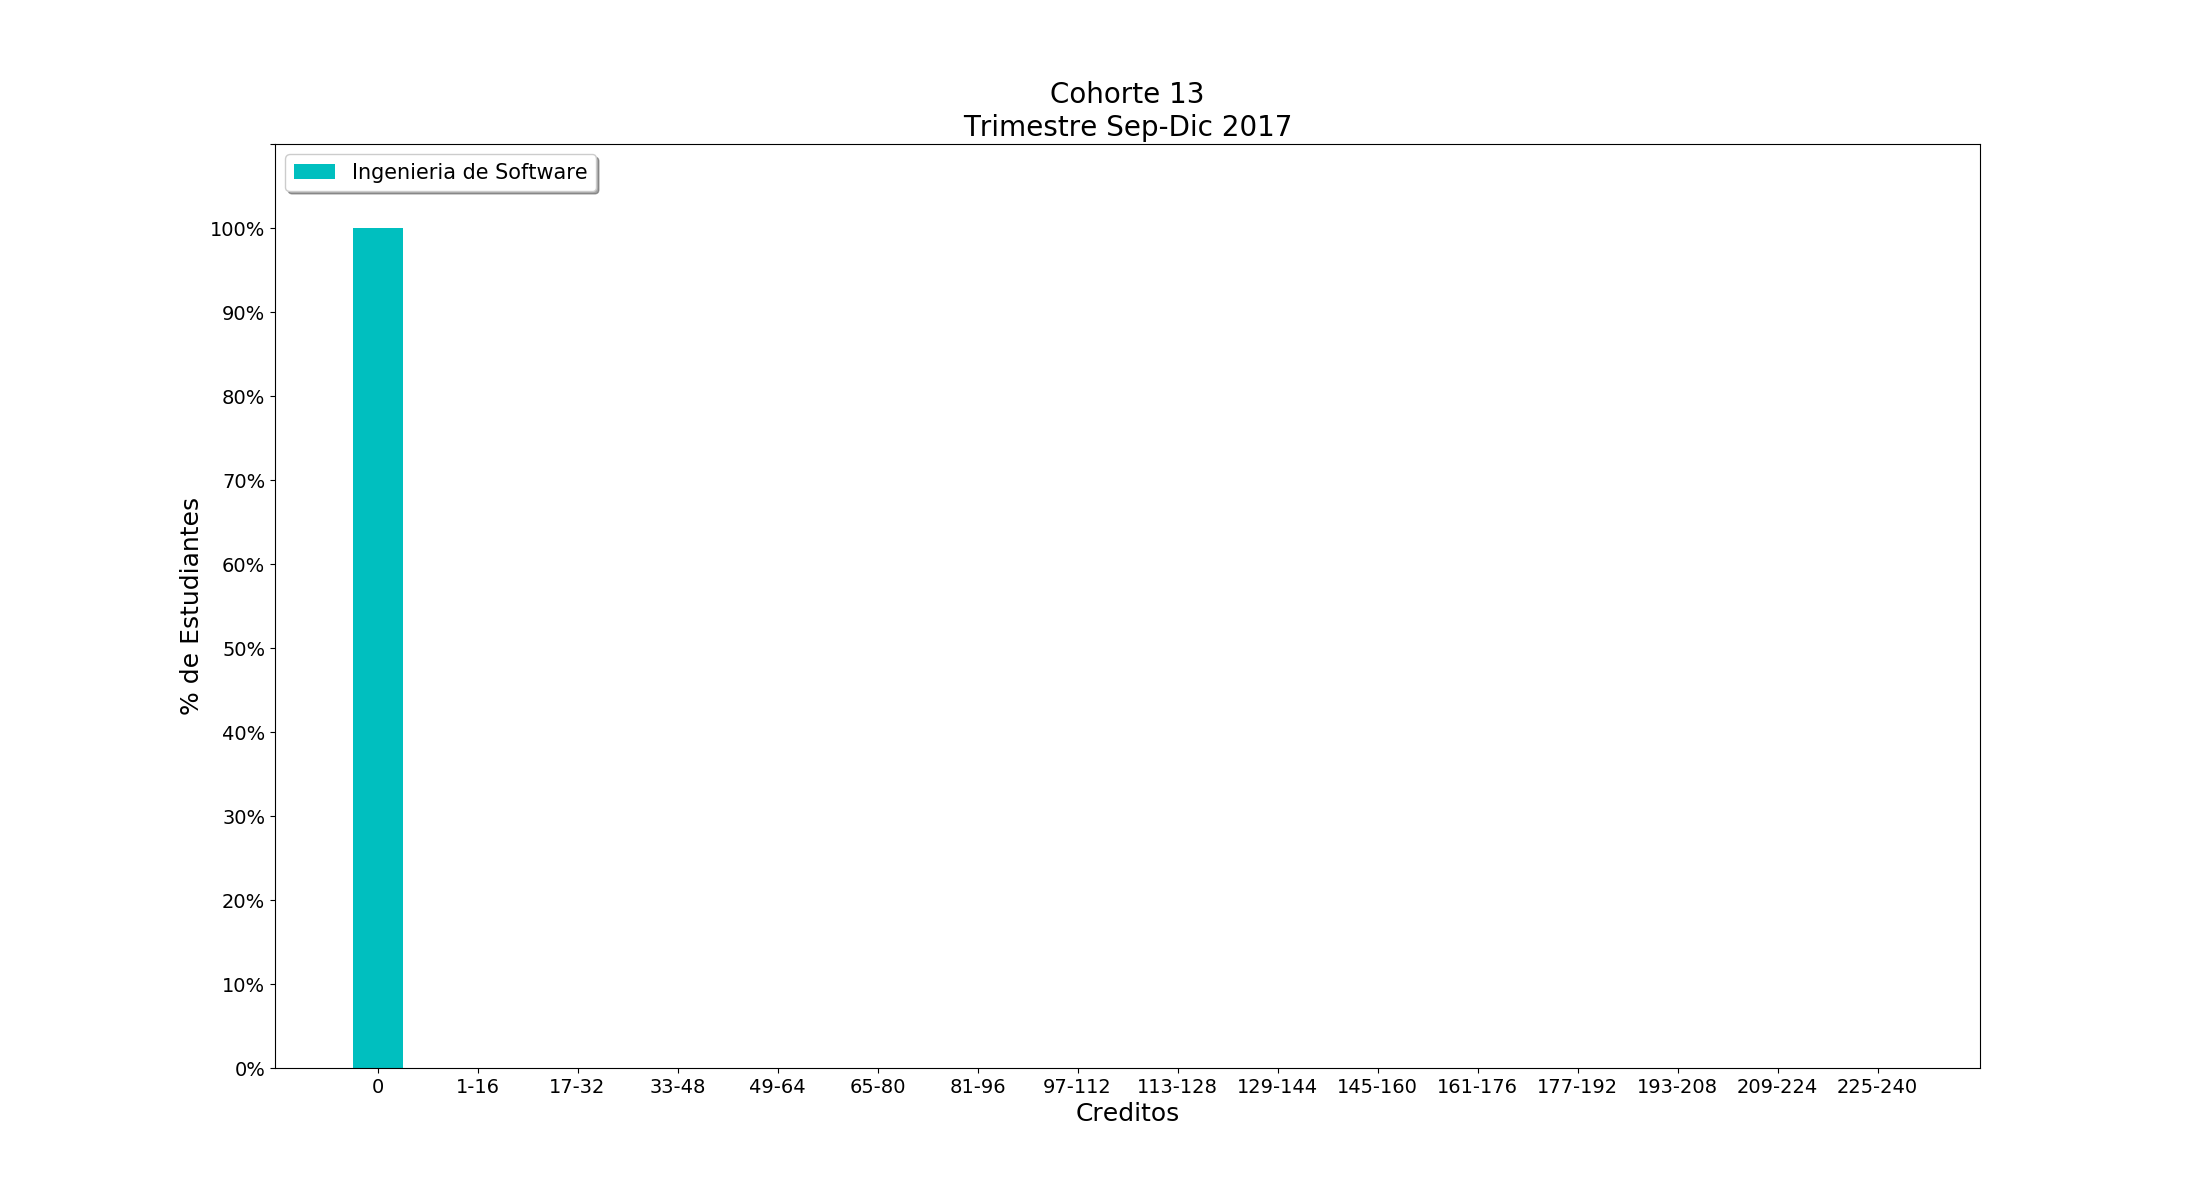 Cohorte 13
Trimestre Sep-Dic 2017
Ingenieria de Software
100%
90%
80%
70%
60%
50%
40%
30%
20%
10%
0%
% de Estudiantes
0 1-16 17-32 33-48 49-64 65-80 81-96 97-112 113-128 129-144 145-160 161-176 177-192 193-208 209-224 225-240
Creditos